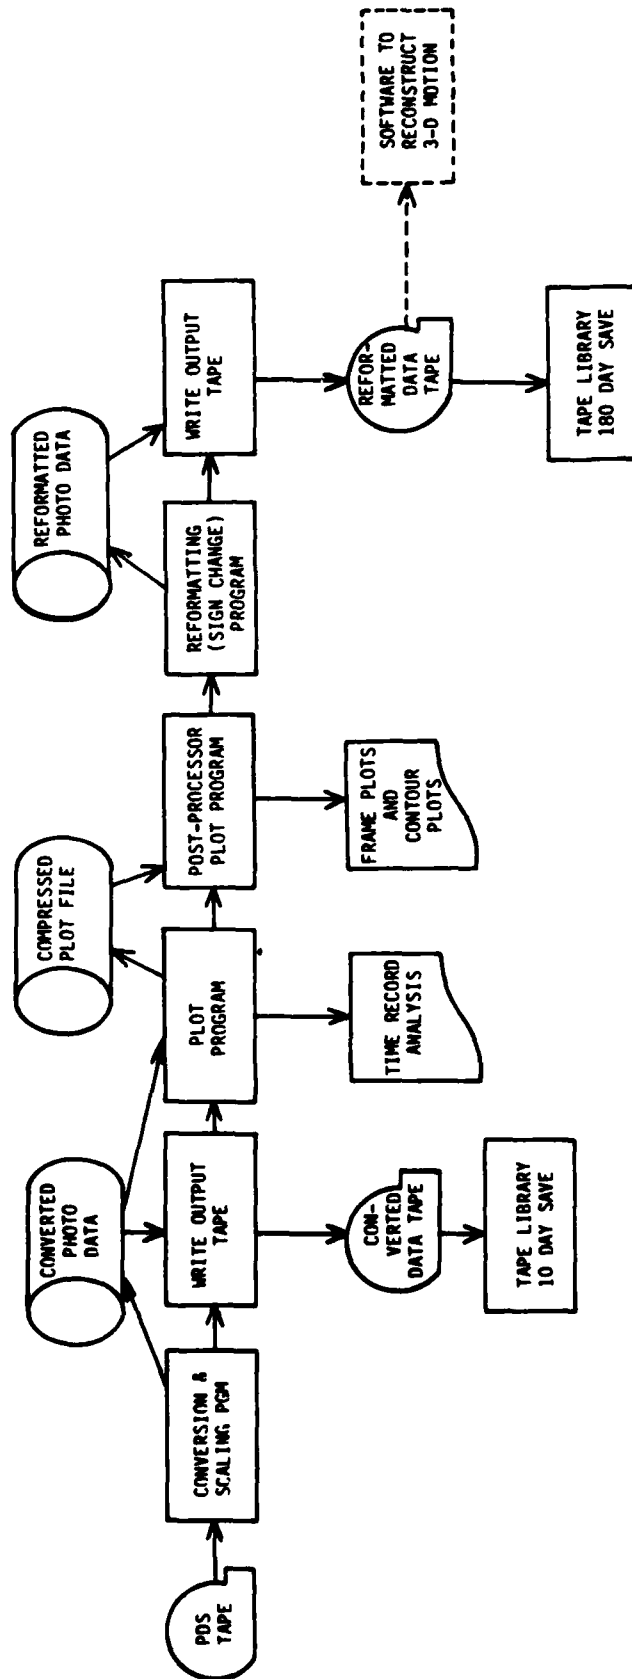 PDS
TAPE
CONVERSION &
SCALING PGM
CONVERTED
PHOTO
DATA
WRITE OUTPUT
TAPE
CON-
VERTED
DATA TAPE
TAPE LIBRARY
10 DAY SAVE
PLOT
PROGRAM
TIME RECORD
ANALYSIS
COMPRESSED
PLOT FILE
POST-PROCESSOR
PLOT PROGRAM
FRAME PLOTS
AND
CONTOUR
PLOTS
REFORMATTING
(SIGN CHANGE)
PROGRAM
REFORMATTED
PHOTO DATA
WRITE OUTPUT
TAPE
REFOR-
MATTED
DATA
TAPE
TAPE LIBRARY
180 DAY SAVE
SOFTWARE TO
RECONSTRUCT
3-D MOTION